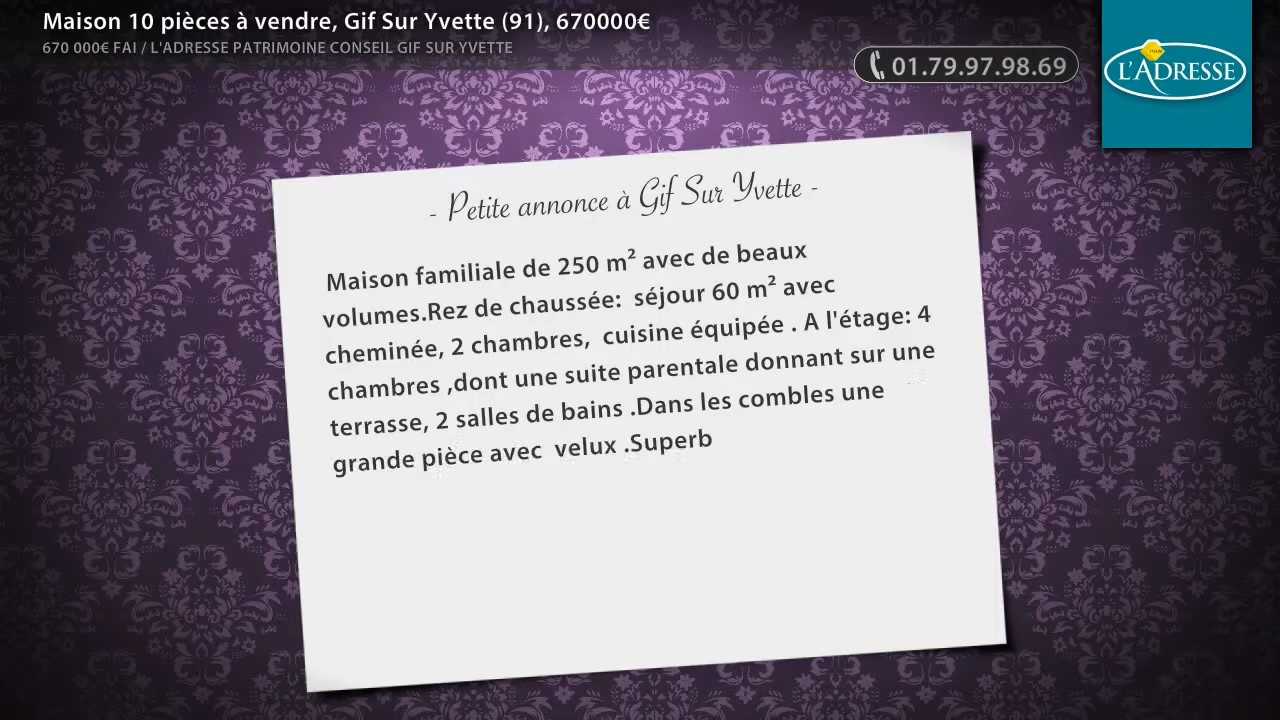 Maison 10 pièces à vendre, Gif Sur Yvette (91), 670000€
670 000€ FAI / L'ADRESSE PATRIMOINE CONSEIL GIF SUR YVETTE
01.79.97.98.69
L'ADRESSE
- Petite annonce à Gif Sur Yvette -
Maison familiale de 250 m² avec de beaux
volumes.Rez de chaussée:  séjour 60 m² avec
cheminée, 2 chambres,  cuisine équipée . A l'étage: 4
chambres ,dont une suite parentale donnant sur une
terrasse, 2 salles de bains .Dans les combles une
grande pièce avec  velux .Superb